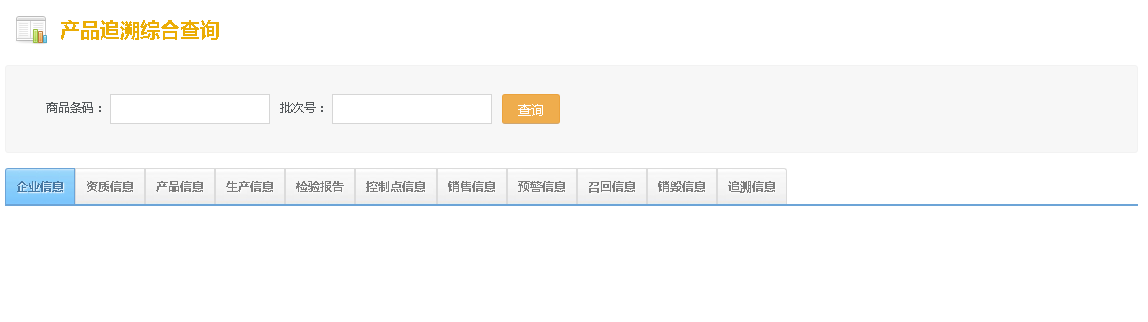 产品追溯综合查询
商品条码： 批次号： 查询
企业信息 资质信息 产品信息 生产信息 检验报告 控制点信息 销售信息 预警信息 召回信息 销毁信息 追溯信息